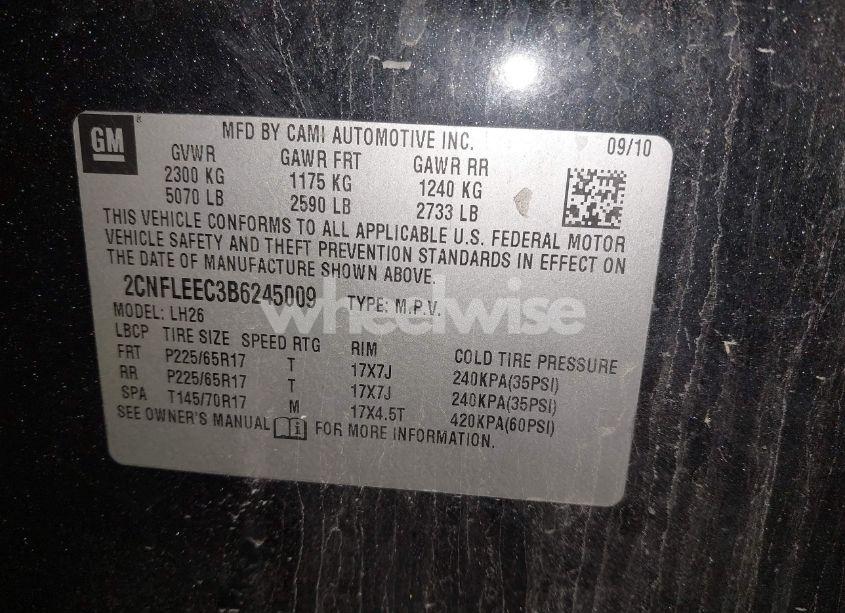 GM
MFD BY CAMI AUTOMOTIVE INC. 09/10
GVWR GAWR FRT GAWR RR
2300 KG 1175 KG 1240 KG
5070 LB 2590 LB 2733 LB
THIS VEHICLE CONFORMS TO ALL APPLICABLE U.S. FEDERAL MOTOR
VEHICLE SAFETY AND THEFT PREVENTION STANDARDS IN EFFECT ON
THE DATE OF MANUFACTURE SHOWN ABOVE.
2CNFLEEC3B6245009 TYPE: M.P.V.
wheelwise
MODEL: LH26
LBCP TIRE SIZE SPEED RTG RIM COLD TIRE PRESSURE
FRT P225/65R17 T 17X7J 240KPA(35PSI)
RR P225/65R17 T 17X7J 240KPA(35PSI)
SPA T145/70R17 M 17X4.5T 420KPA(60PSI)
SEE OWNER'S MANUAL FOR MORE INFORMATION.